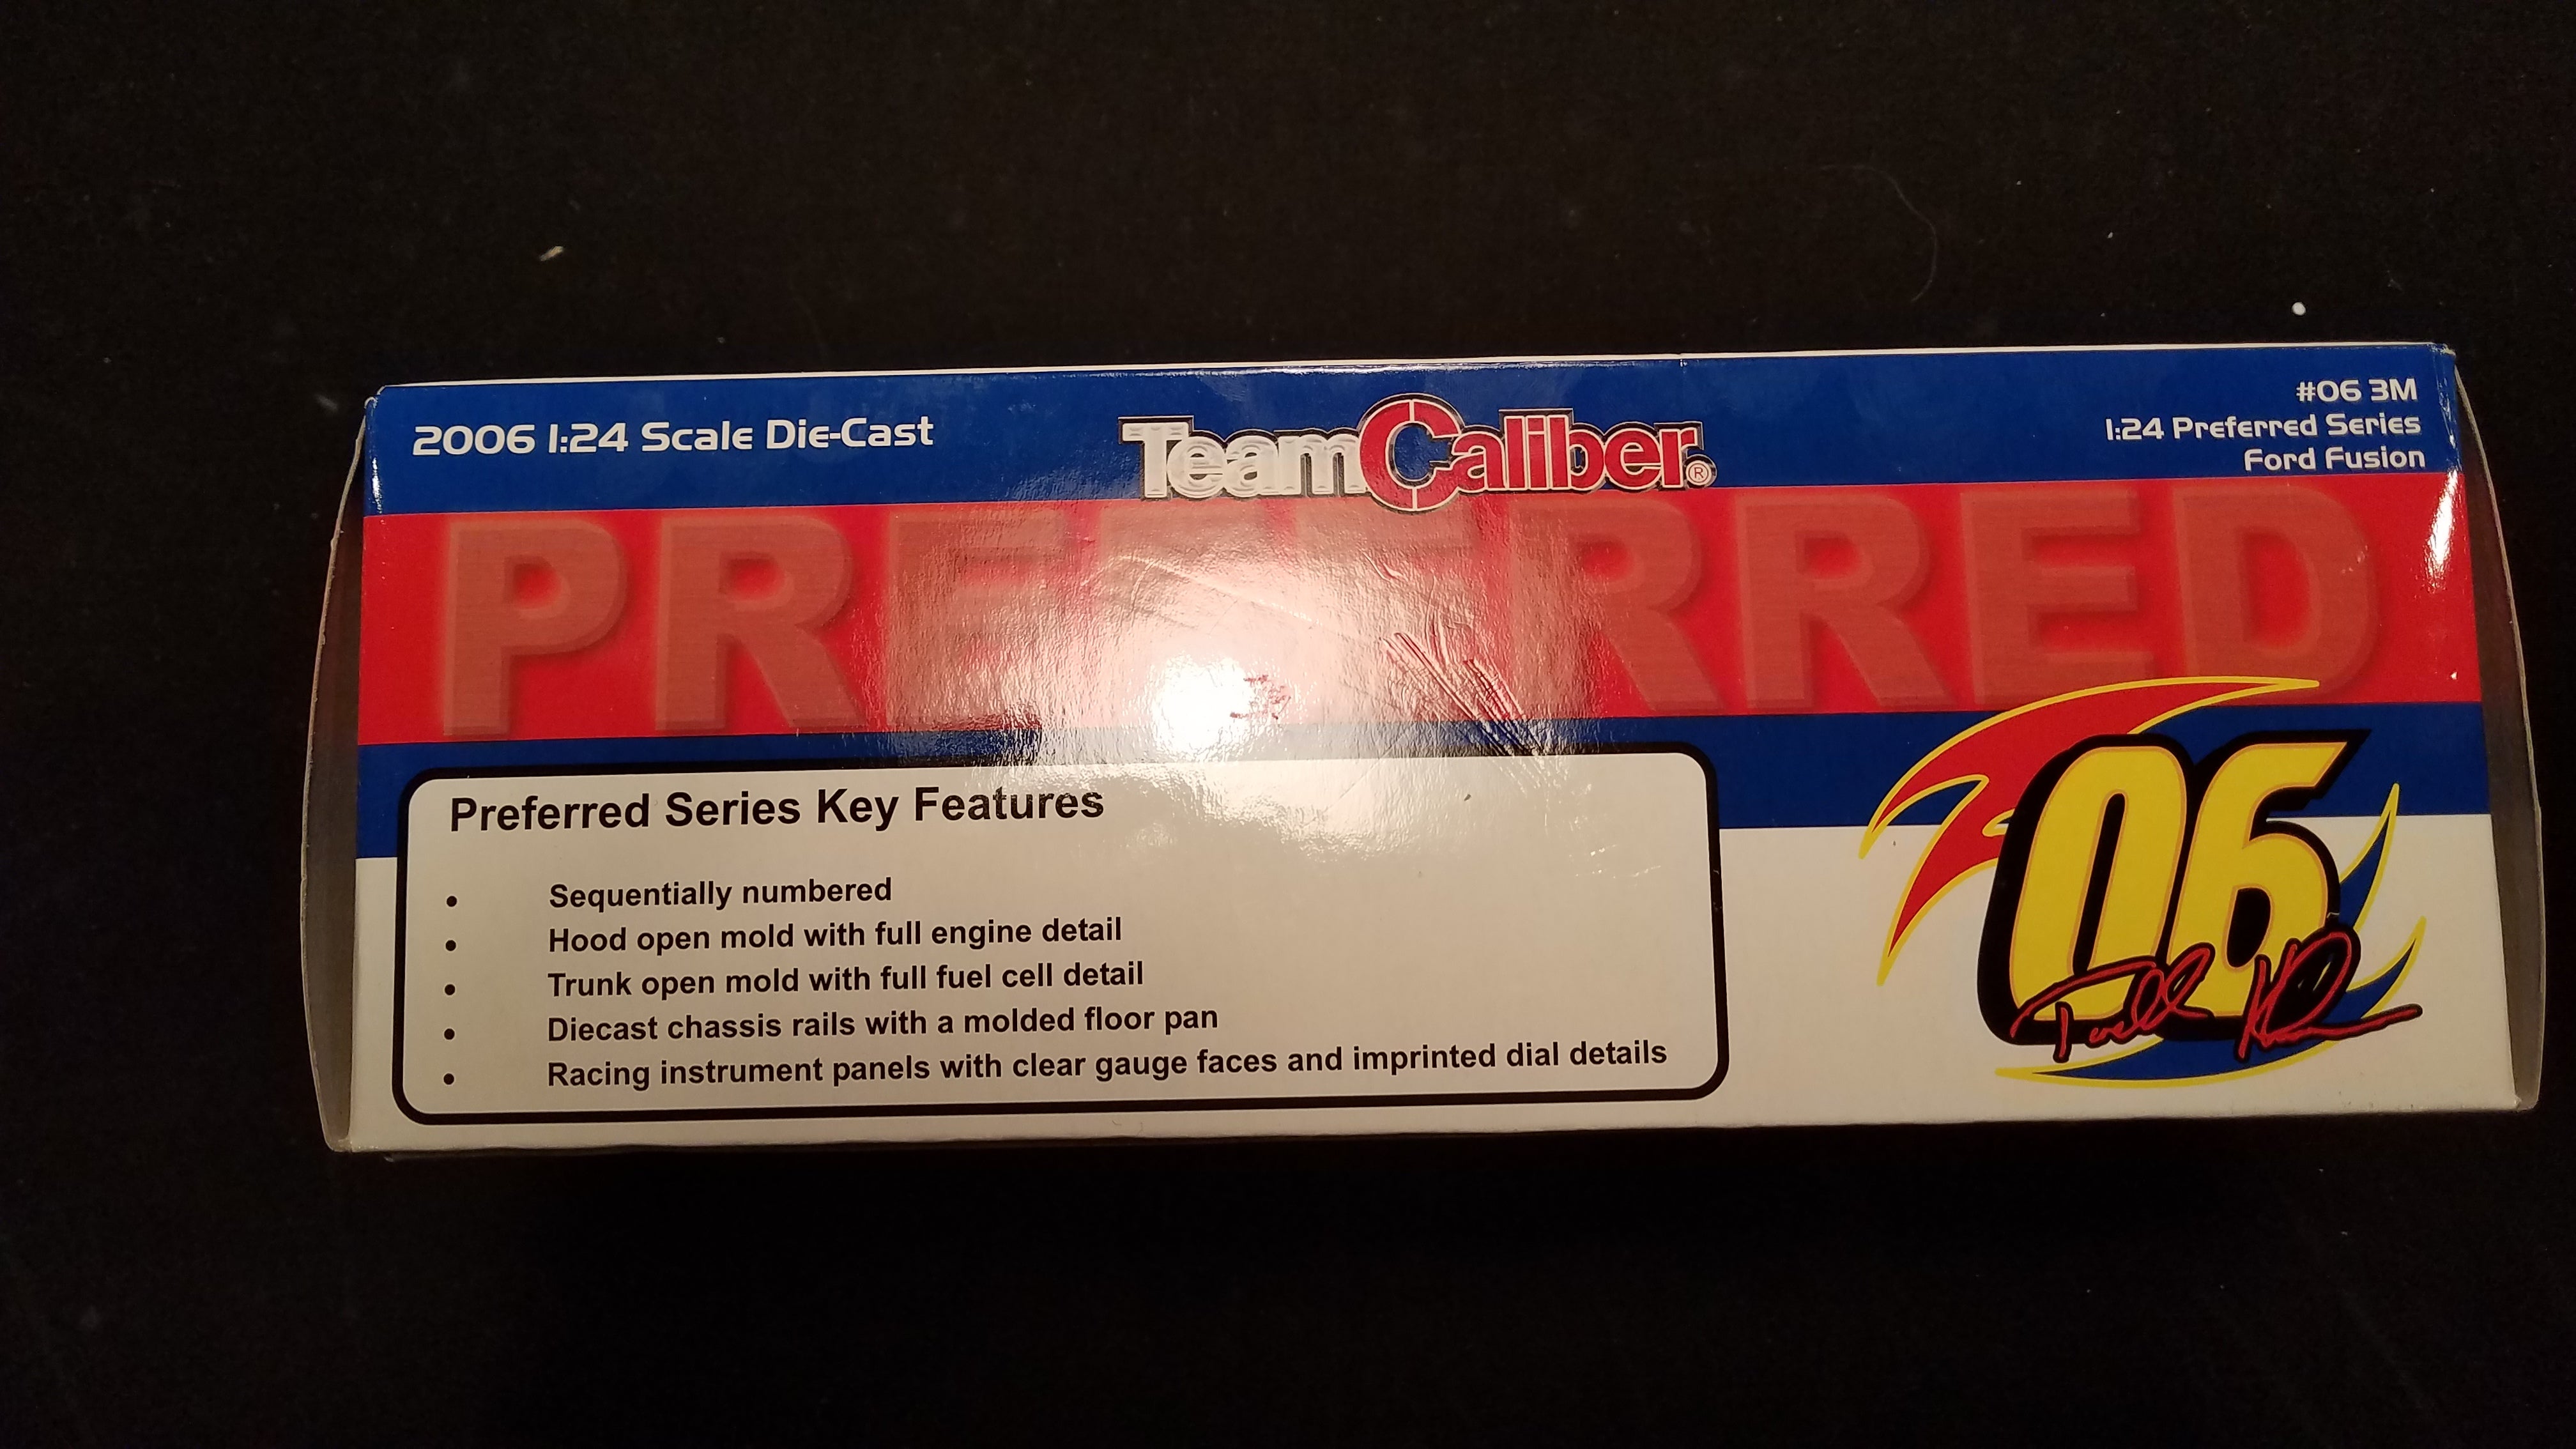 2006 1:24 Scale Die-Cast
TeamCaliber®
#06 3M
1:24 Preferred Series
Ford Fusion
PREFERRED
Preferred Series Key Features
• Sequentially numbered
• Hood open mold with full engine detail
• Trunk open mold with full fuel cell detail
• Diecast chassis rails with a molded floor pan
• Racing instrument panels with clear gauge faces and imprinted dial details
06
Todd